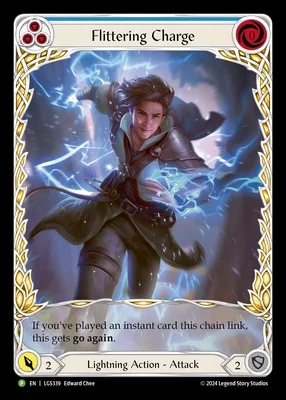 Flittering Charge
If you've played an instant card this chain link,
this gets go again.
2
Lightning Action - Attack
2
P EN | LGS339 Edward Chee
© 2024 Legend Story Studios